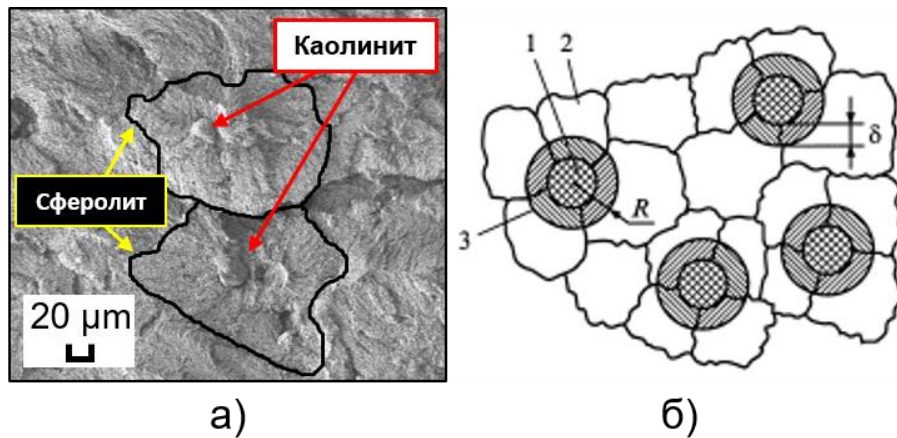 Каолинит
Сферолит
20 µm
1
2
3
R
δ
а)
б)